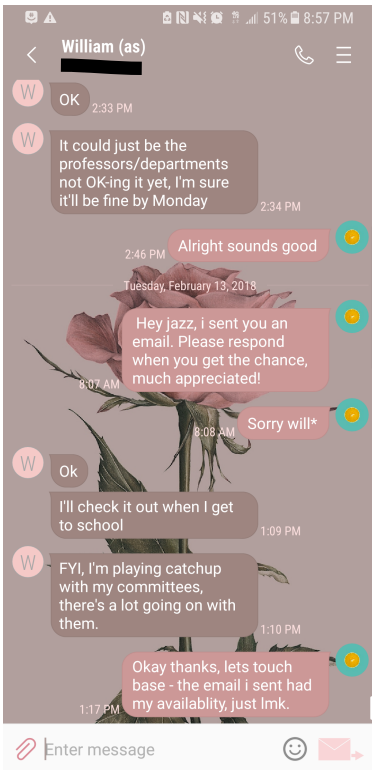 51% 8:57 PM
William (as)
W
OK
2:33 PM
W
It could just be the
professors/departments
not OK-ing it yet, I'm sure
it'll be fine by Monday
2:34 PM
Alright sounds good
2:46 PM
Tuesday, February 13, 2018
Hey jazz, i sent you an
email. Please respond
when you get the chance,
much appreciated!
8:07 AM
Sorry will*
8:08 AM
W
Ok
I'll check it out when I get
to school
1:09 PM
W
FYI, I'm playing catchup
with my committees,
there's a lot going on with
them.
1:10 PM
Okay thanks, lets touch
base - the email i sent had
my availablity, just lmk.
1:17 PM
Enter message